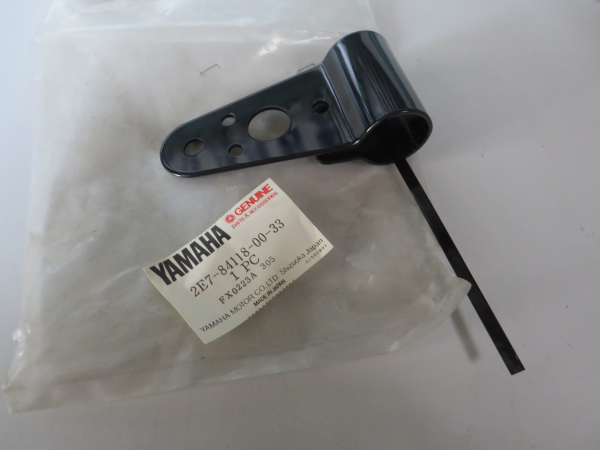 YAMAHA
GENUINE
parts & accessories
2E7-84118-00-33
1 PC
FX0223A 305
YAMAHA MOTOR CO.,LTD. Shizuoka Japan
MADE IN JAPAN